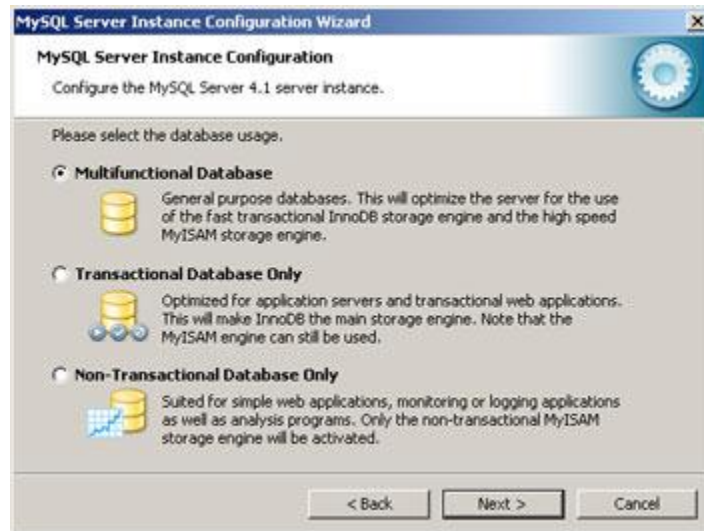 MySQL Server Instance Configuration Wizard
MySQL Server Instance Configuration
Configure the MySQL Server 4.1 server instance.
Please select the database usage.
Multifunctional Database
General purpose databases. This will optimize the server for the use
of the fast transactional InnoDB storage engine and the high speed
MyISAM storage engine.
Transactional Database Only
Optimized for application servers and transactional web applications.
This will make InnoDB the main storage engine. Note that the
MyISAM engine can still be used.
Non-Transactional Database Only
Suited for simple web applications, monitoring or logging applications
as well as analysis programs. Only the non-transactional MyISAM
storage engine will be activated.
< Back
Next >
Cancel